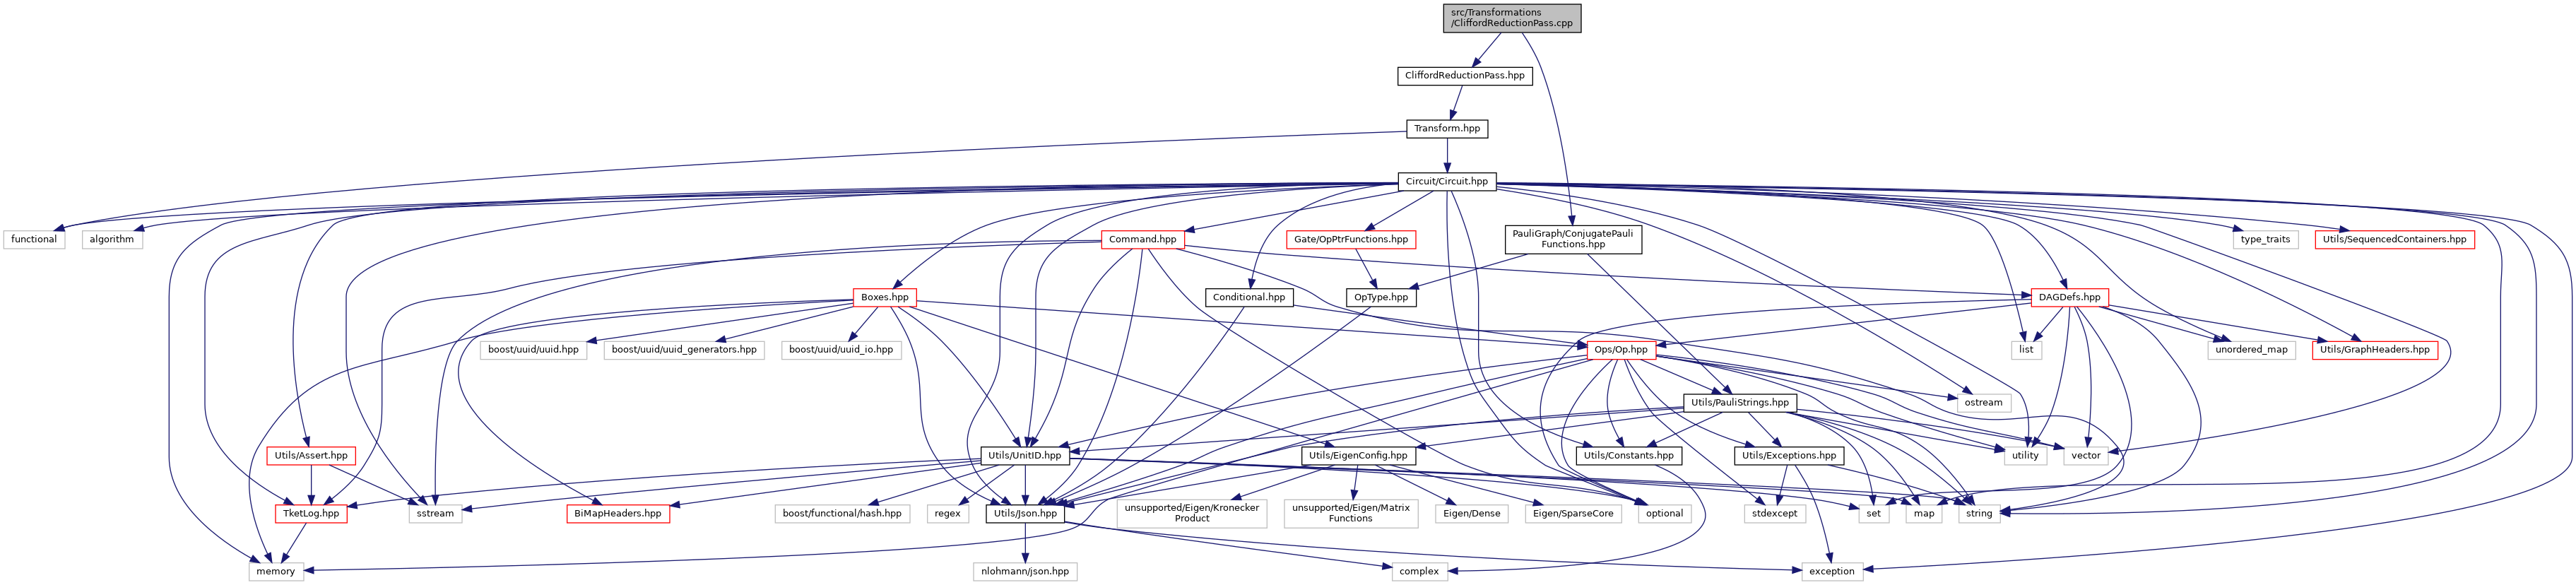 src/Transformations
/CliffordReductionPass.cpp
CliffordReductionPass.hpp
Transform.hpp
Circuit/Circuit.hpp
functional
algorithm
Command.hpp
Gate/OpPtrFunctions.hpp
PauliGraph/ConjugatePauli
Functions.hpp
type_traits
Utils/SequencedContainers.hpp
Boxes.hpp
Conditional.hpp
OpType.hpp
DAGDefs.hpp
boost/uuid/uuid.hpp
boost/uuid/uuid_generators.hpp
boost/uuid/uuid_io.hpp
Ops/Op.hpp
list
unordered_map
Utils/GraphHeaders.hpp
Utils/PauliStrings.hpp
ostream
Utils/Assert.hpp
Utils/UnitID.hpp
Utils/EigenConfig.hpp
Utils/Constants.hpp
Utils/Exceptions.hpp
utility
vector
TketLog.hpp
sstream
BiMapHeaders.hpp
boost/functional/hash.hpp
regex
Utils/Json.hpp
unsupported/Eigen/Kronecker
Product
unsupported/Eigen/Matrix
Functions
Eigen/Dense
Eigen/SparseCore
optional
stdexcept
set
map
string
memory
nlohmann/json.hpp
complex
exception